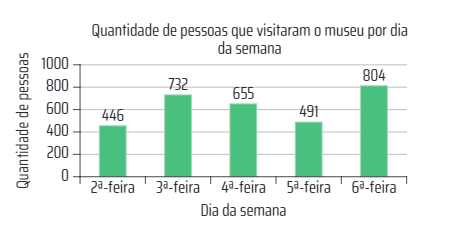 Quantidade de pessoas que visitaram o museu por dia
da semana
Quantidade de pessoas
1000
800
600
400
200
0
446
732
655
491
804
2ª-feira
3ª-feira
4ª-feira
5ª-feira
6ª-feira
Dia da semana